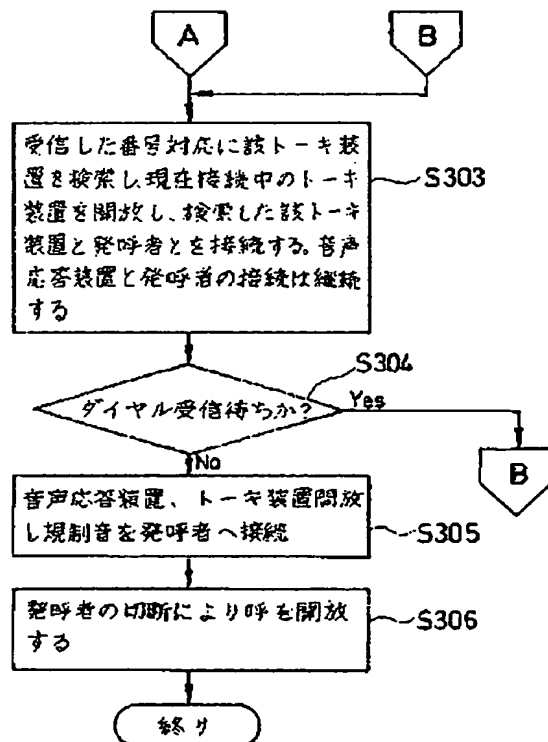 A
B
受信した番号対応に該トーキ装
置を検索し現在接続中のトーキ
装置を開放し、検索した該トーキ
装置と発呼者とを接続する。音声
応答装置と発呼者の接続は継続
する
S303
S304
ダイヤル受信待ちか?
Yes
B
No
音声応答装置、トーキ装置開放
し規制音を発呼者へ接続
S305
発呼者の切断により呼を開放
する
S306
終り